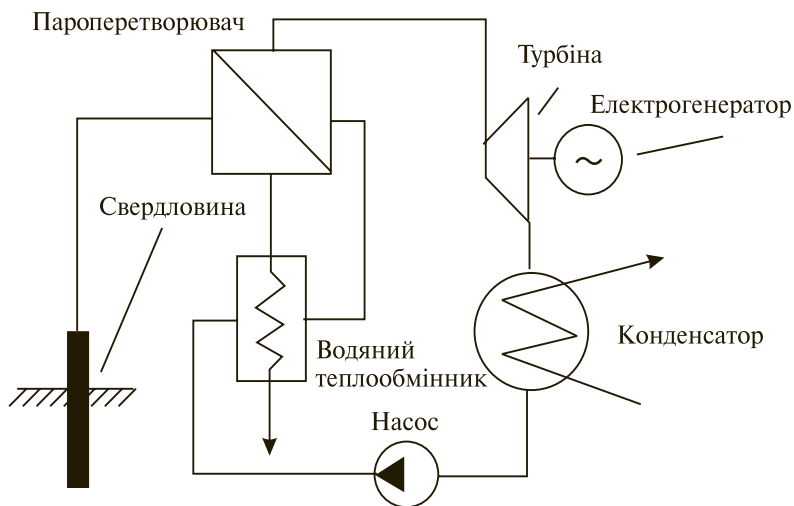 Пароперетворювач
Турбіна
Електрогенератор
~
Свердловина
Водяний
теплообмінник
Конденсатор
Насос